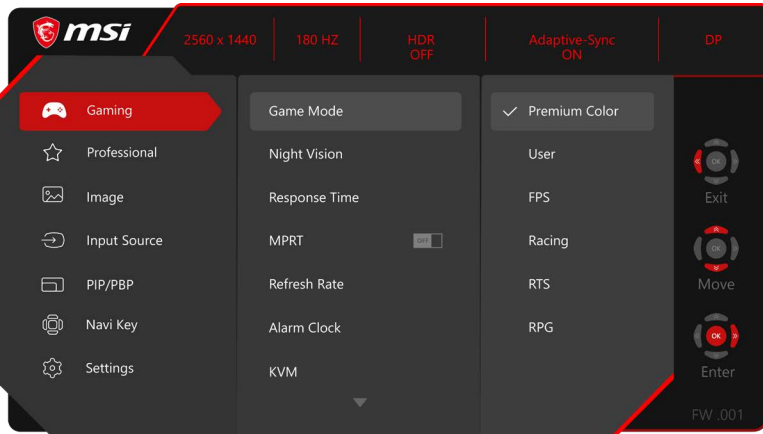 msi
2560 x 1440
180 HZ
HDR
OFF
Adaptive-Sync
ON
DP
Gaming
Professional
Image
Input Source
PIP/PBP
Navi Key
Settings
Game Mode
Night Vision
Response Time
MPRT
OFF
Refresh Rate
Alarm Clock
KVM
Premium Color
User
FPS
Racing
RTS
RPG
OK
Exit
OK
Move
OK
Enter
FW .001